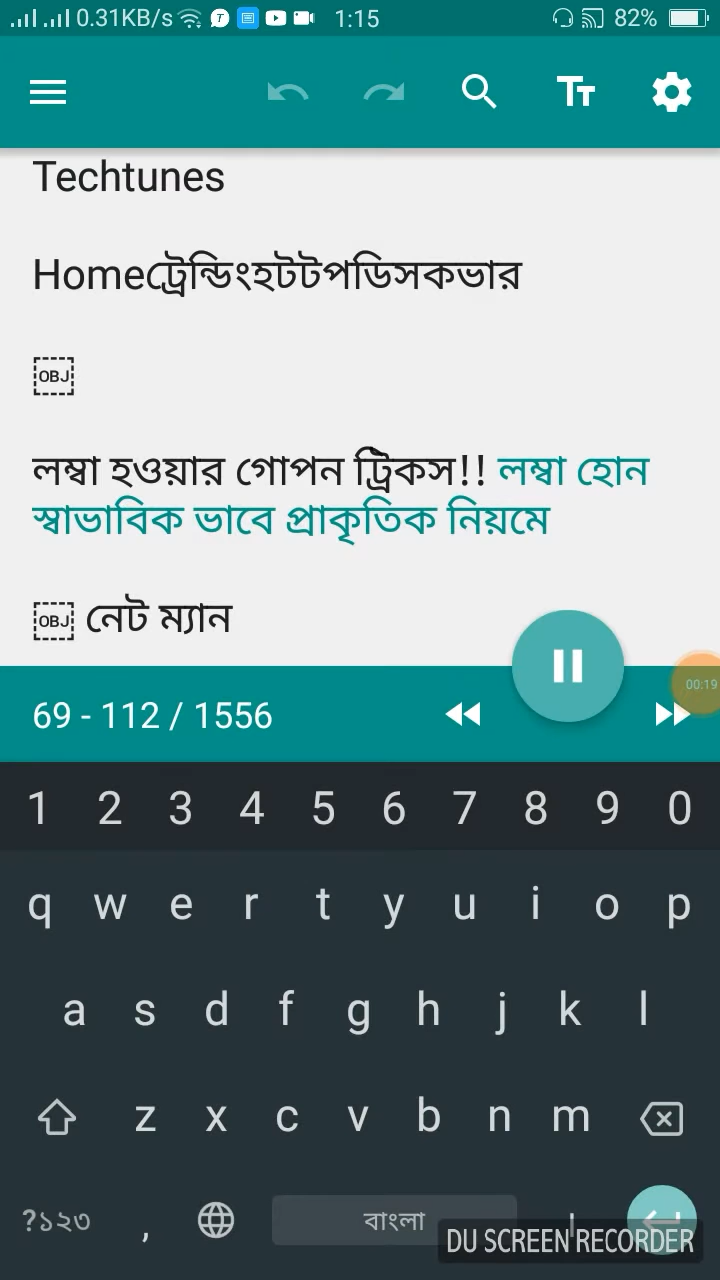 0.31KB/s 1:15 82%
Techtunes
Homeট্রেন্ডিংহটটপডিসকভার
OBJ
লম্বা হওয়ার গোপন ট্রিকস!! লম্বা হোন
স্বাভাবিক ভাবে প্রাকৃতিক নিয়মে
OBJ নেট ম্যান
00:19
69 - 112 / 1556
1 2 3 4 5 6 7 8 9 0
q w e r t y u i o p
a s d f g h j k l
z x c v b n m
?১২৩ , বাংলা ।
DU SCREEN RECORDER